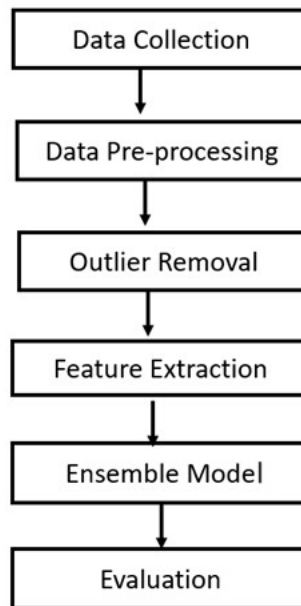 Data Collection
Data Pre-processing
Outlier Removal
Feature Extraction
Ensemble Model
Evaluation